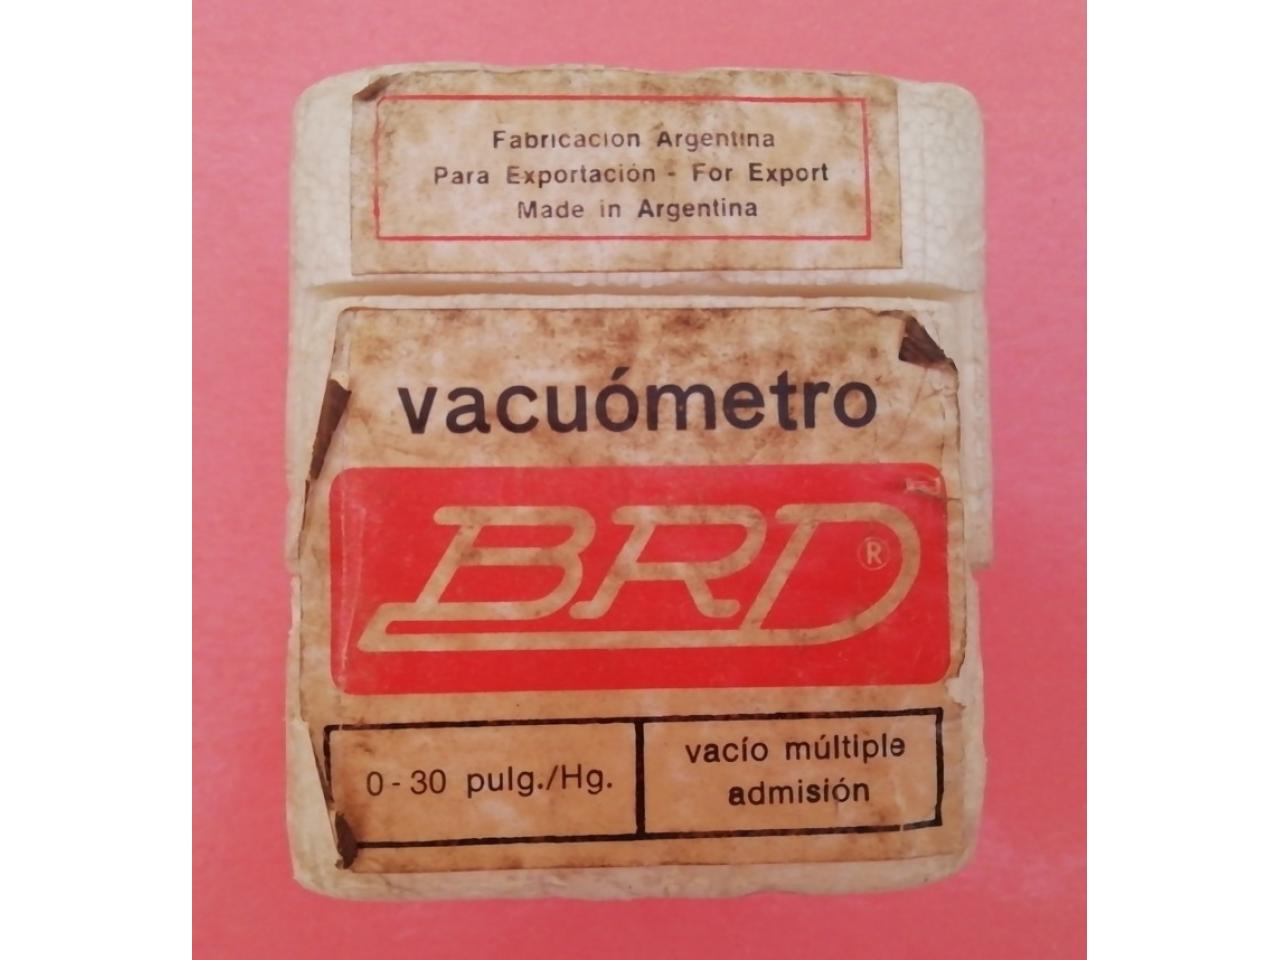 Fabricacion Argentina
Para Exportación - For Export
Made in Argentina
vacuómetro
BRD ®
0-30 pulg./Hg.
vacío múltiple
admisión